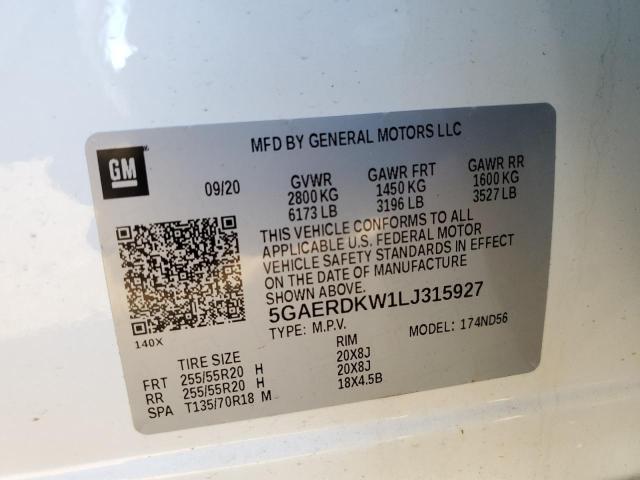 MFD BY GENERAL MOTORS LLC
GM
09/20
GVWR GAWR FRT GAWR RR
2800 KG 1450 KG 1600 KG
6173 LB 3196 LB 3527 LB
THIS VEHICLE CONFORMS TO ALL
APPLICABLE U.S. FEDERAL MOTOR
VEHICLE SAFETY STANDARDS IN EFFECT
ON THE DATE OF MANUFACTURE
SHOWN ABOVE.
5GAERDKW1LJ315927
140X
TYPE: M.P.V. MODEL: 174ND56
TIRE SIZE RIM
FRT 255/55R20 H 20X8J
RR 255/55R20 H 20X8J
SPA T135/70R18 M 18X4.5B